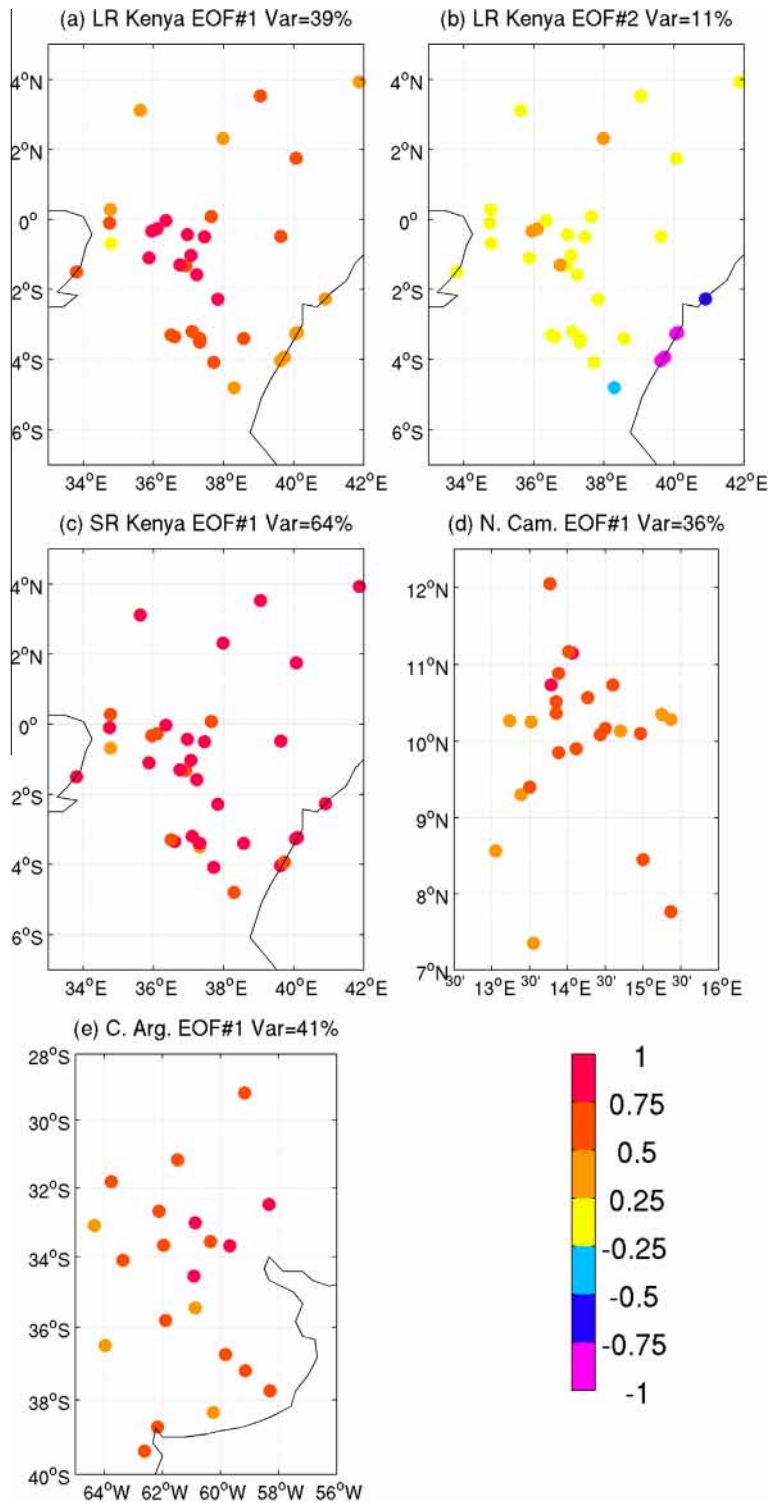 (a) LR Kenya EOF#1 Var=39%
4°N
2°N
0°
2°S
4°S
6°S
34°E 36°E 38°E 40°E 42°E
(b) LR Kenya EOF#2 Var=11%
4°N
2°N
0°
2°S
4°S
6°S
34°E 36°E 38°E 40°E 42°E
(c) SR Kenya EOF#1 Var=64%
4°N
2°N
0°
2°S
4°S
6°S
34°E 36°E 38°E 40°E 42°E
(d) N. Cam. EOF#1 Var=36%
12°N
11°N
10°N
9°N
8°N
7°N
30' 13°E 30' 14°E 30' 15°E 30' 16°E
(e) C. Arg. EOF#1 Var=41%
28°S
30°S
32°S
34°S
36°S
38°S
40°S
64°W 62°W 60°W 58°W 56°W
1
0.75
0.5
0.25
-0.25
-0.5
-0.75
-1